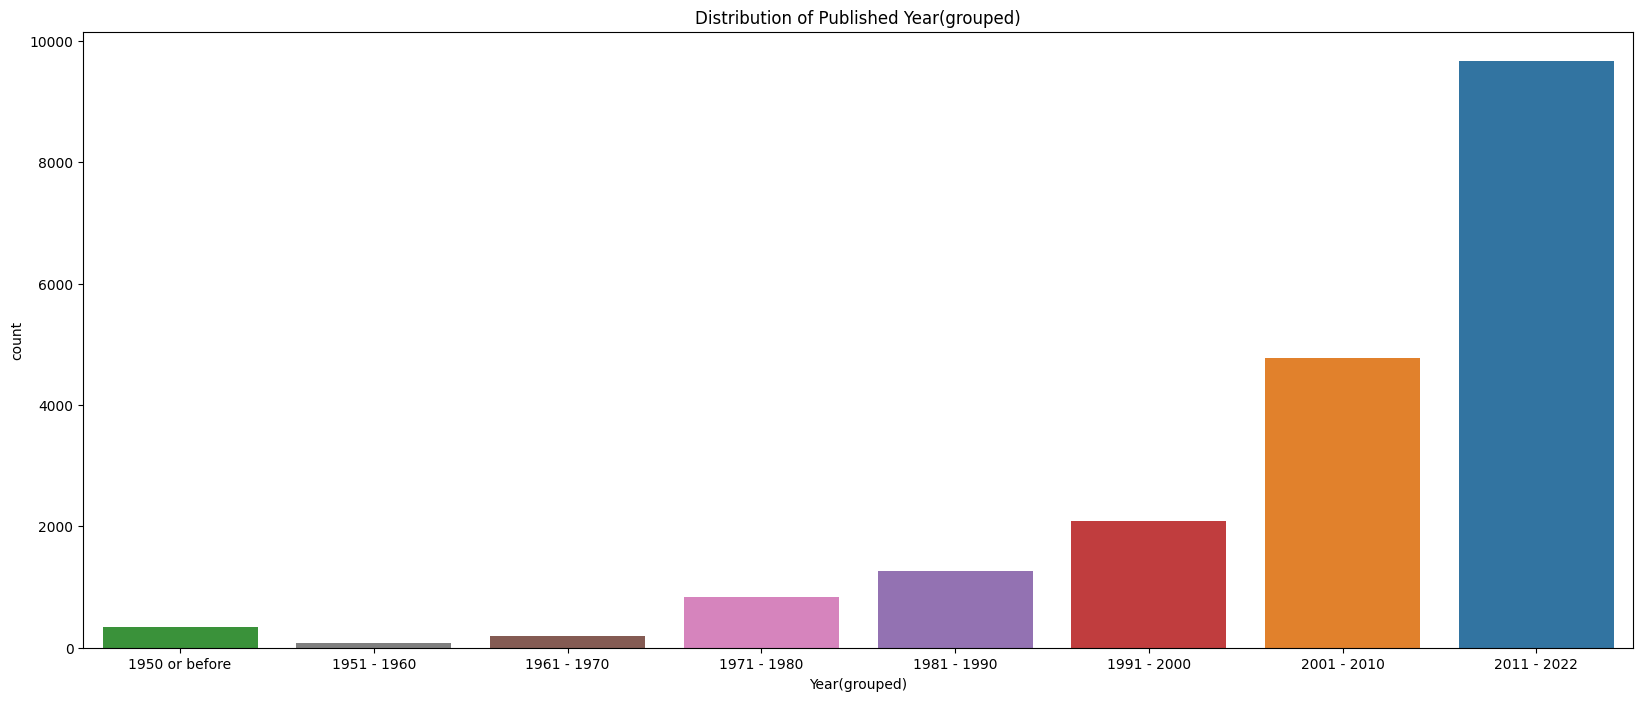 Distribution of Published Year(grouped)
10000
8000
6000
4000
2000
0
count
1950 or before
1951 - 1960
1961 - 1970
1971 - 1980
1981 - 1990
1991 - 2000
2001 - 2010
2011 - 2022
Year(grouped)